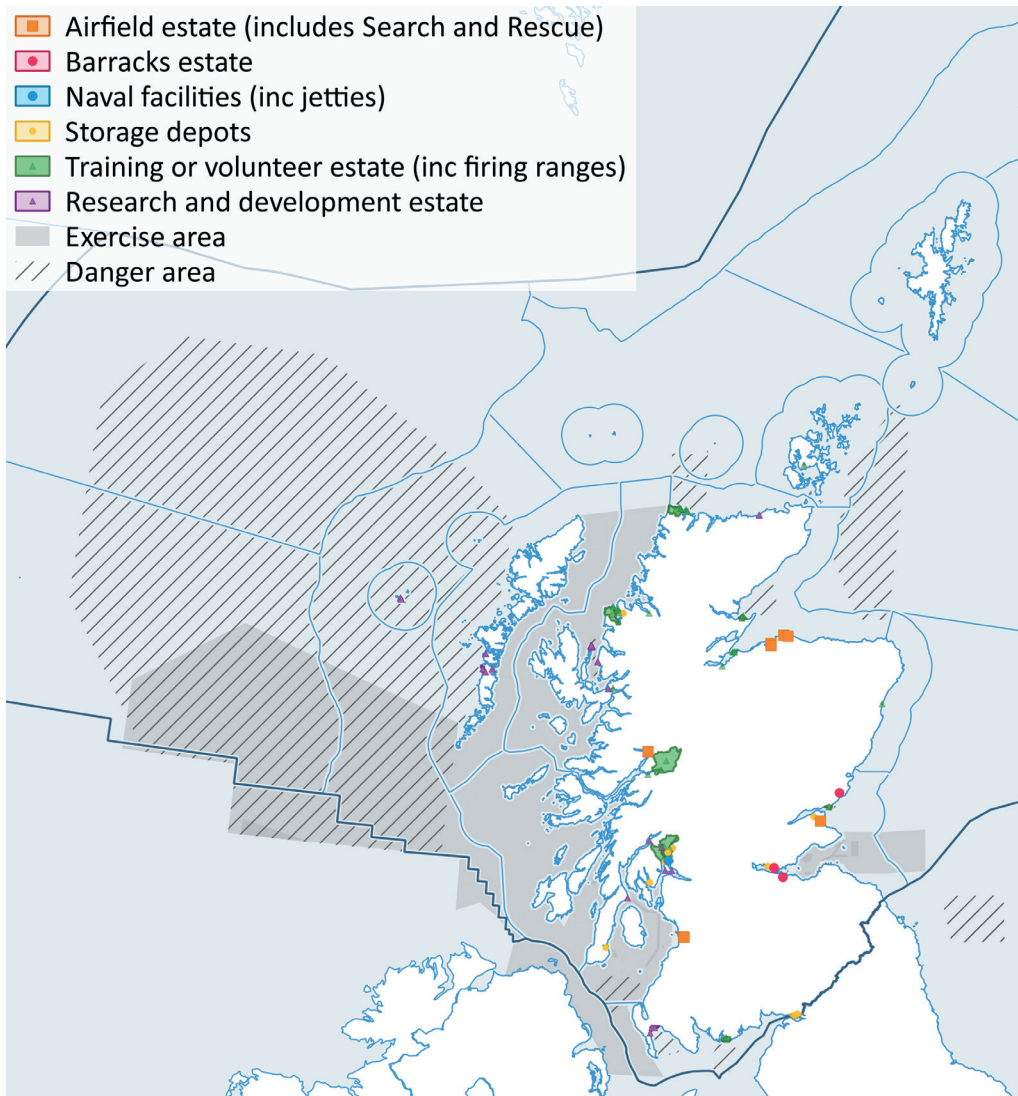 Airfield estate (includes Search and Rescue)
Barracks estate
Naval facilities (inc jetties)
Storage depots
Training or volunteer estate (inc firing ranges)
Research and development estate
Exercise area
Danger area